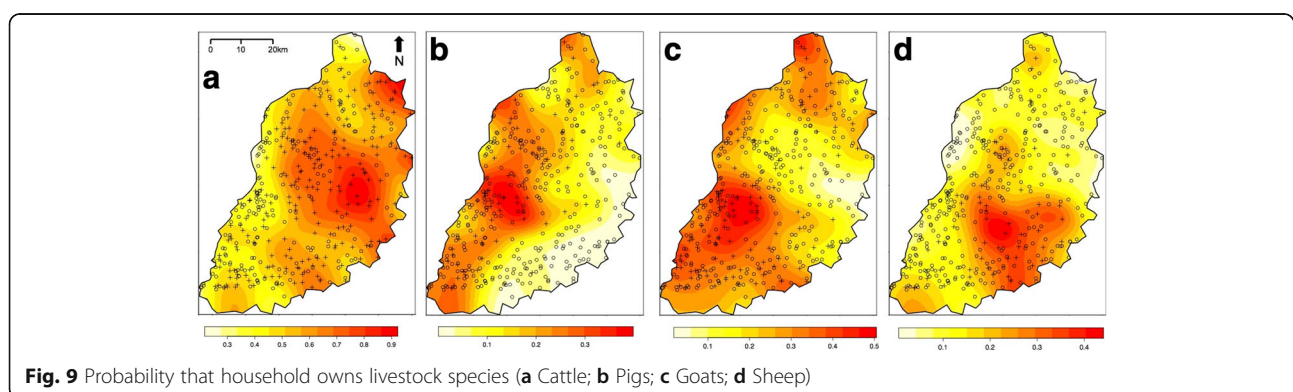 0 10 20km
N
a b c d
0.3 0.4 0.5 0.6 0.7 0.8 0.9
0.1 0.2 0.3
0.1 0.2 0.3 0.4 0.5
0.1 0.2 0.3 0.4
Fig. 9 Probability that household owns livestock species (a Cattle; b Pigs; c Goats; d Sheep)